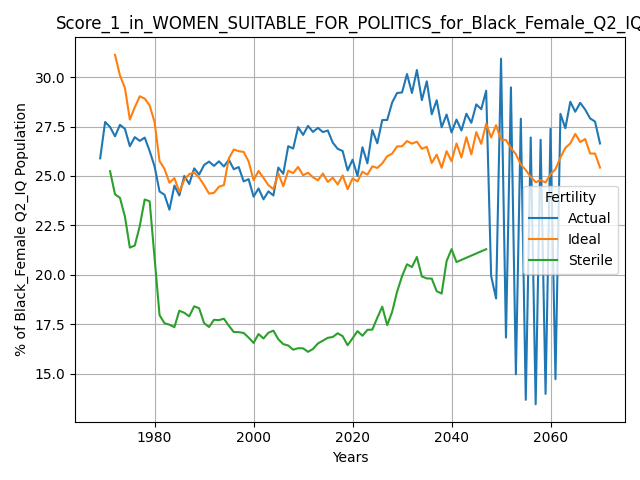 Score_1_in_WOMEN_SUITABLE_FOR_POLITICS_for_Black_Female_Q2_IQ
% of Black_Female Q2_IQ Population
30.0
27.5
25.0
22.5
20.0
17.5
15.0
Fertility
Actual
Ideal
Sterile
1980 2000 2020 2040 2060
Years